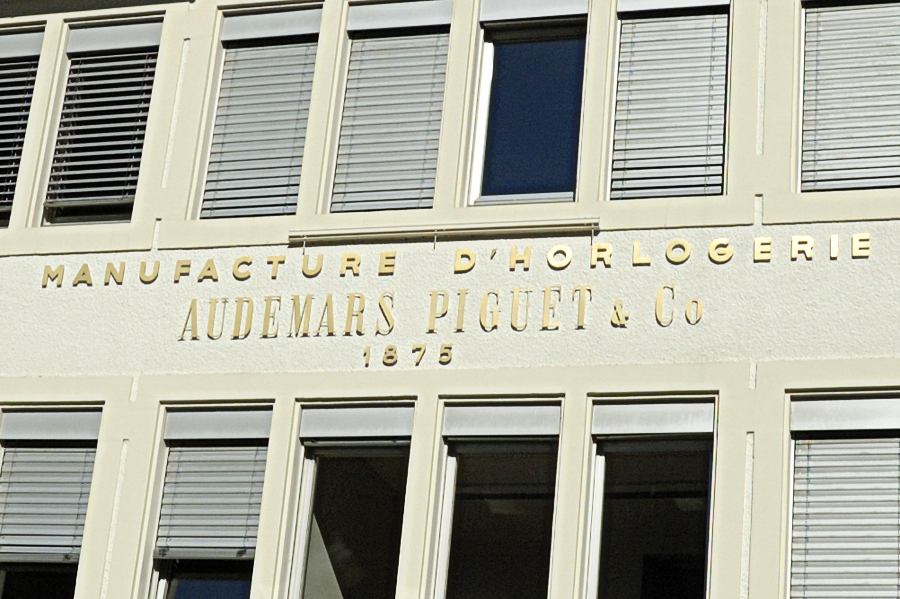 MANUFACTURE D'HORLOGERIE
AUDEMARS PIGUET & Co
1875